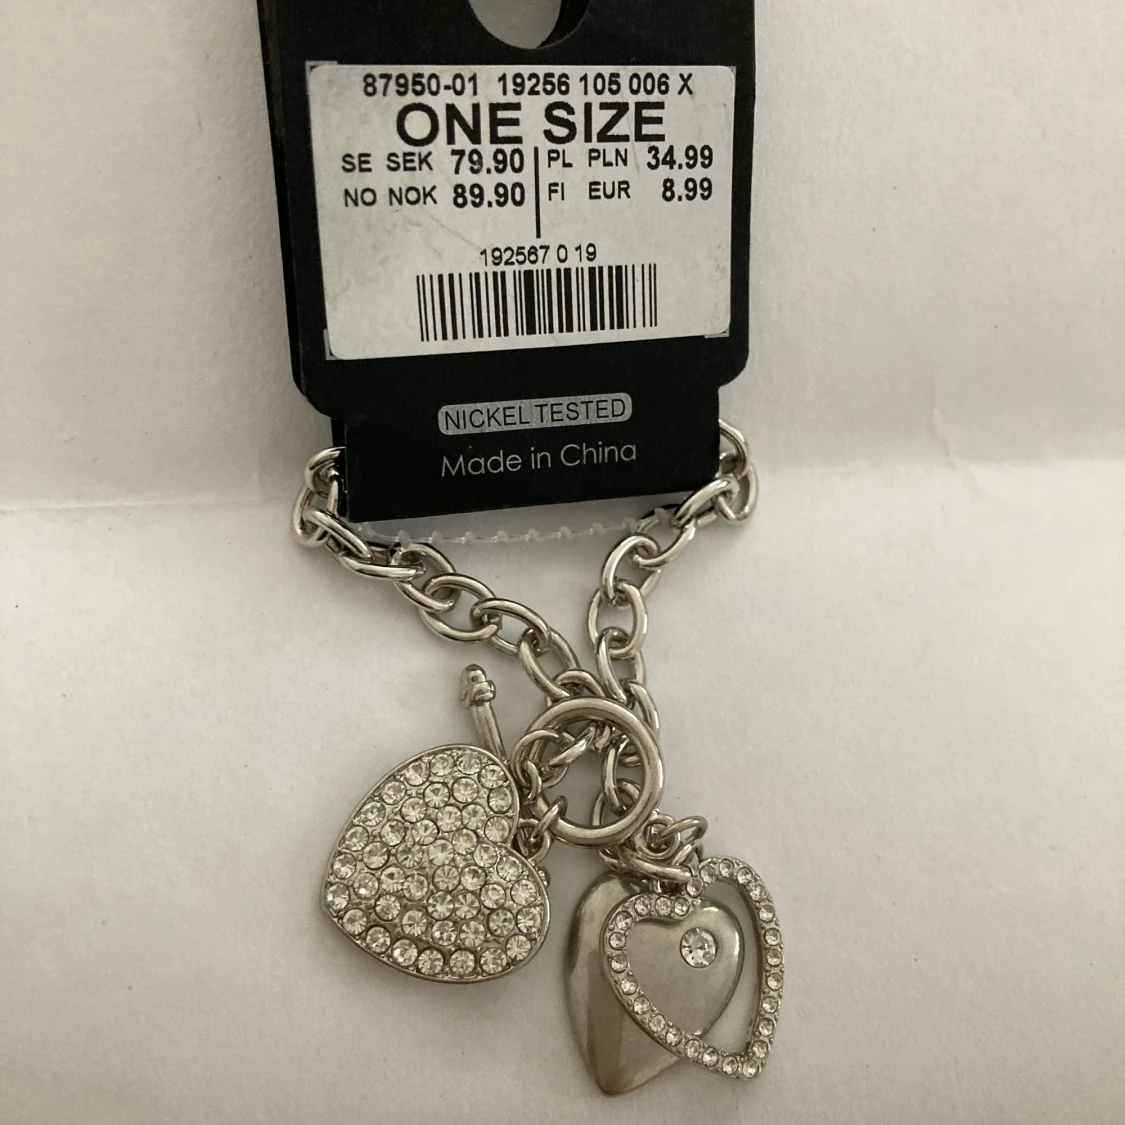 87950-01 19256 105 006 X
ONE SIZE
SE SEK 79.90 PL PLN 34.99
NO NOK 89.90 FI EUR 8.99
192567 0 19
NICKEL TESTED
Made in China